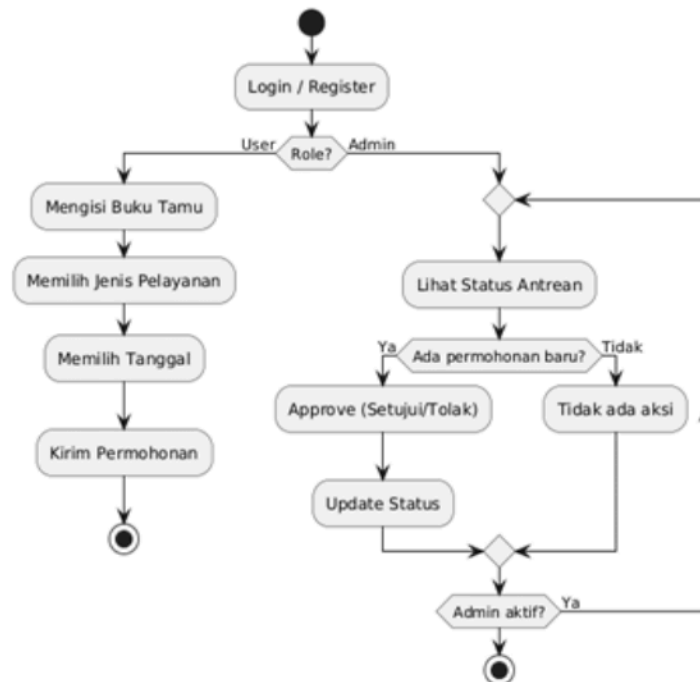 Login / Register
User
Role?
Admin
Mengisi Buku Tamu
Memilih Jenis Pelayanan
Memilih Tanggal
Kirim Permohonan
Lihat Status Antrean
Ya
Ada permohonan baru?
Tidak
Approve (Setujui/Tolak)
Tidak ada aksi
Update Status
Admin aktif?
Ya